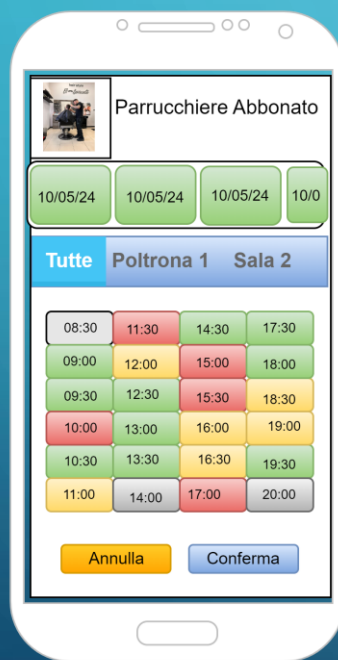 Parrucchiere Abbonato
10/05/24 10/05/24 10/05/24 10/0
Tutte Poltrona 1 Sala 2
08:30 11:30 14:30 17:30
09:00 12:00 15:00 18:00
09:30 12:30 15:30 18:30
10:00 13:00 16:00 19:00
10:30 13:30 16:30 19:30
11:00 14:00 17:00 20:00
Annulla Conferma